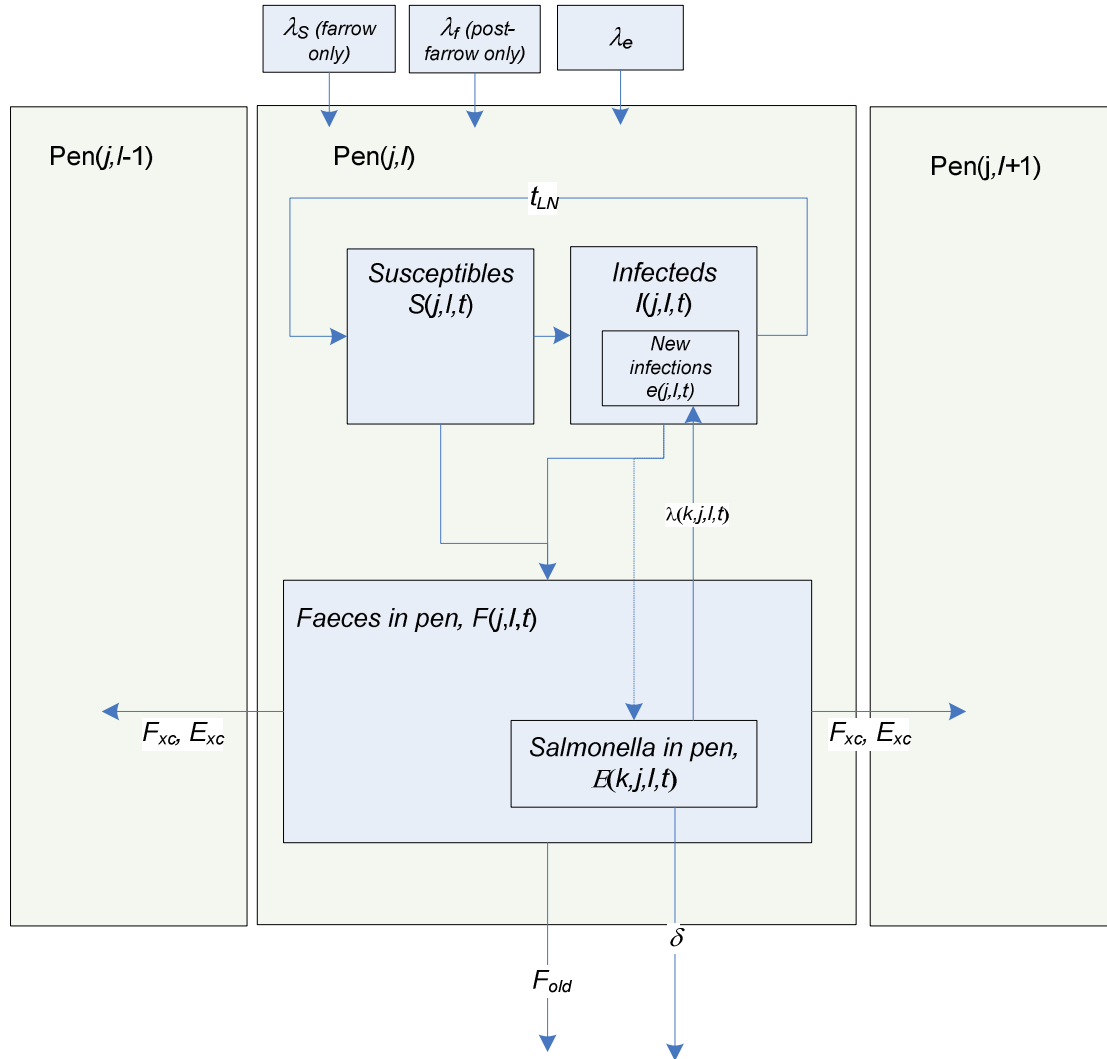 λS (farrow
only)
λf (post-
farrow only)
λe
Pen(j,l-1)
Pen(j,l)
Pen(j,l+1)
tLN
Susceptibles
S(j,l,t)
Infecteds
I(j,l,t)
New
infections
e(j,l,t)
λ(k,j,l,t)
Faeces in pen, F(j,l,t)
Fxc, Exc
Fxc, Exc
Salmonella in pen,
E(k,j,l,t)
δ
Fold